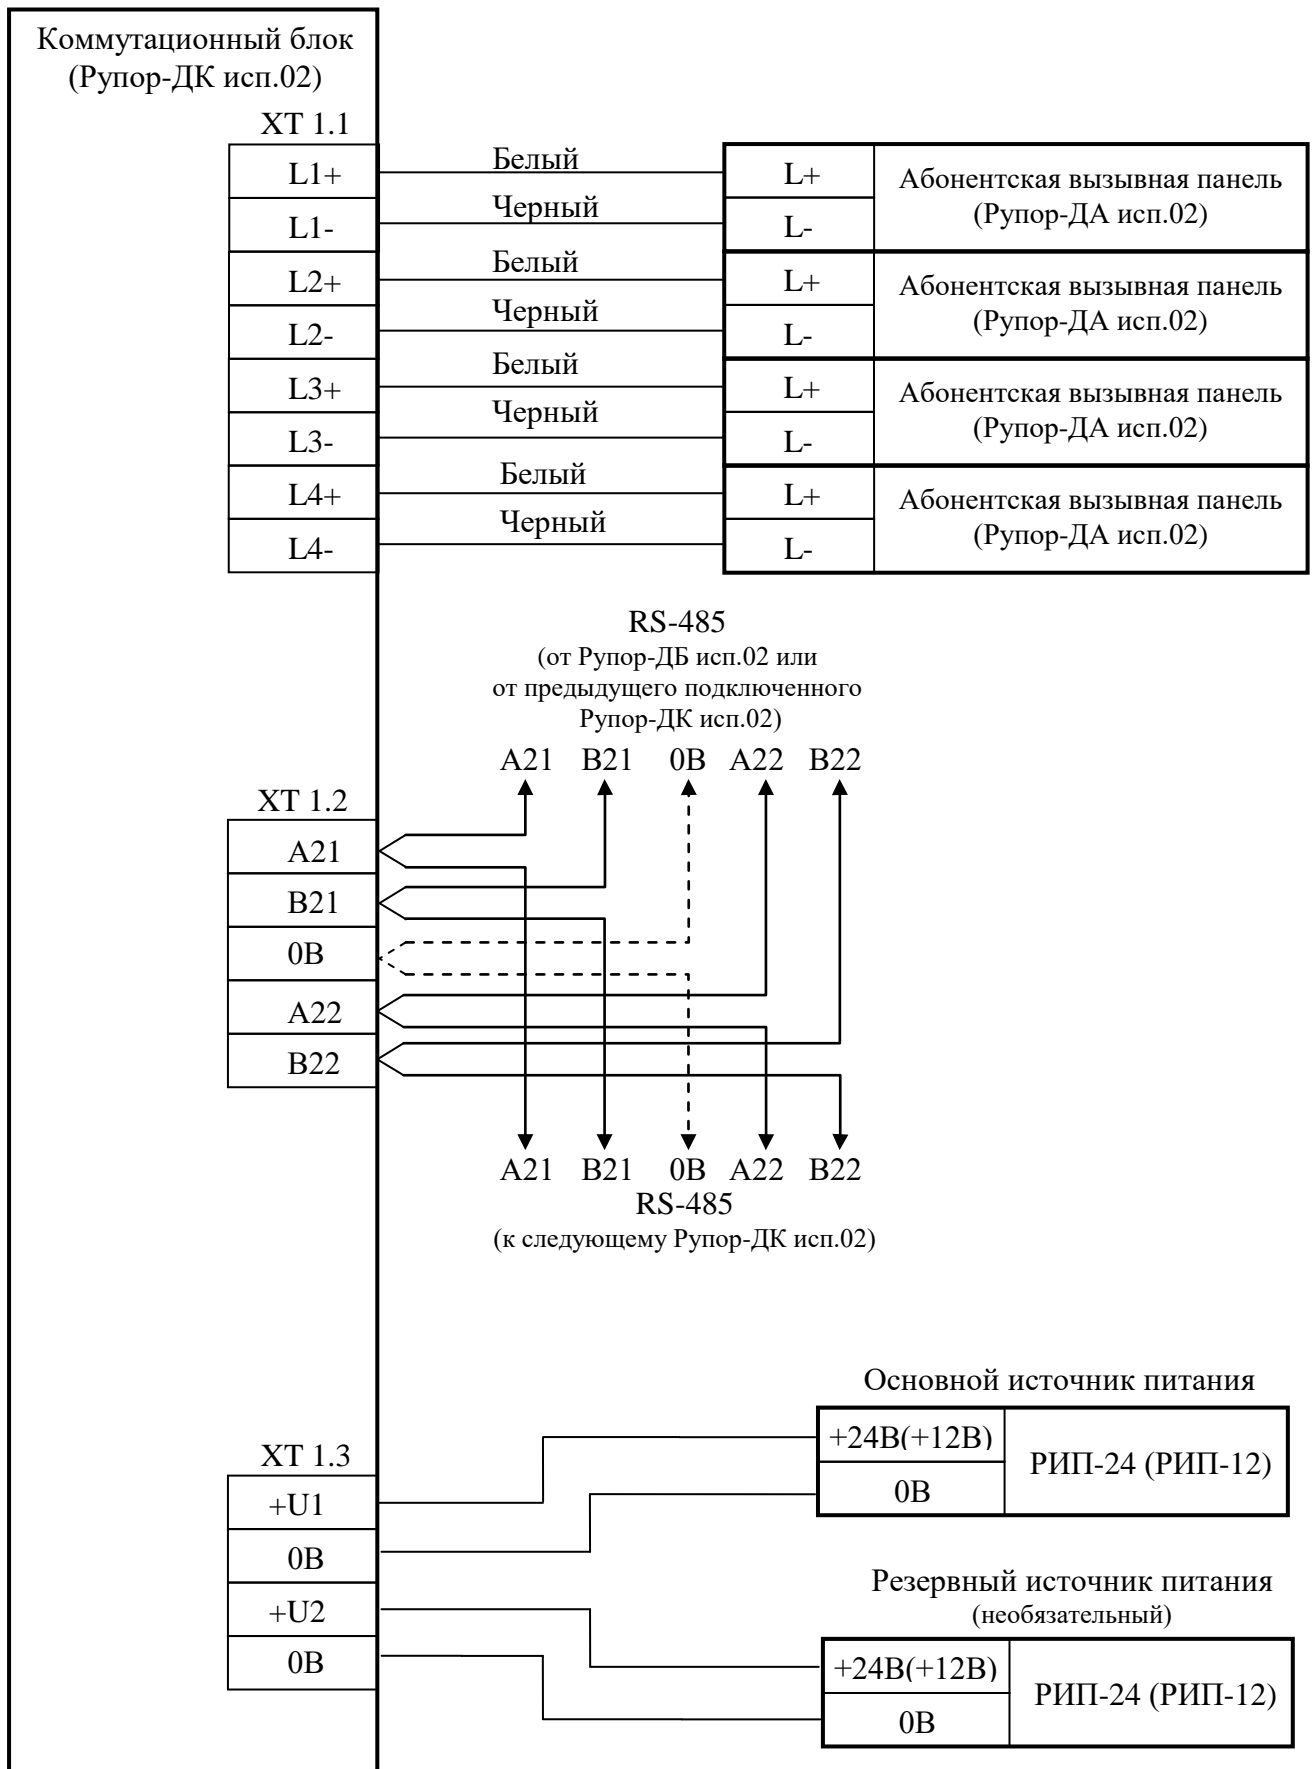 Коммутационный блок
(Рупор-ДК исп.02)
XT 1.1
L1+
Белый
L+
Абонентская вызывная панель
(Рупор-ДА исп.02)
L1-
Черный
L-
L2+
Белый
L+
Абонентская вызывная панель
(Рупор-ДА исп.02)
L2-
Черный
L-
L3+
Белый
L+
Абонентская вызывная панель
(Рупор-ДА исп.02)
L3-
Черный
L-
L4+
Белый
L+
Абонентская вызывная панель
(Рупор-ДА исп.02)
L4-
Черный
L-
RS-485
(от Рупор-ДБ исп.02 или
от предыдущего подключенного
Рупор-ДК исп.02)
A21 B21 0В A22 B22
XT 1.2
A21
B21
0В
A22
B22
A21 B21 0В A22 B22
RS-485
(к следующему Рупор-ДК исп.02)
Основной источник питания
+24В(+12В)
РИП-24 (РИП-12)
0В
XT 1.3
+U1
0В
+U2
0В
Резервный источник питания
(необязательный)
+24В(+12В)
РИП-24 (РИП-12)
0В